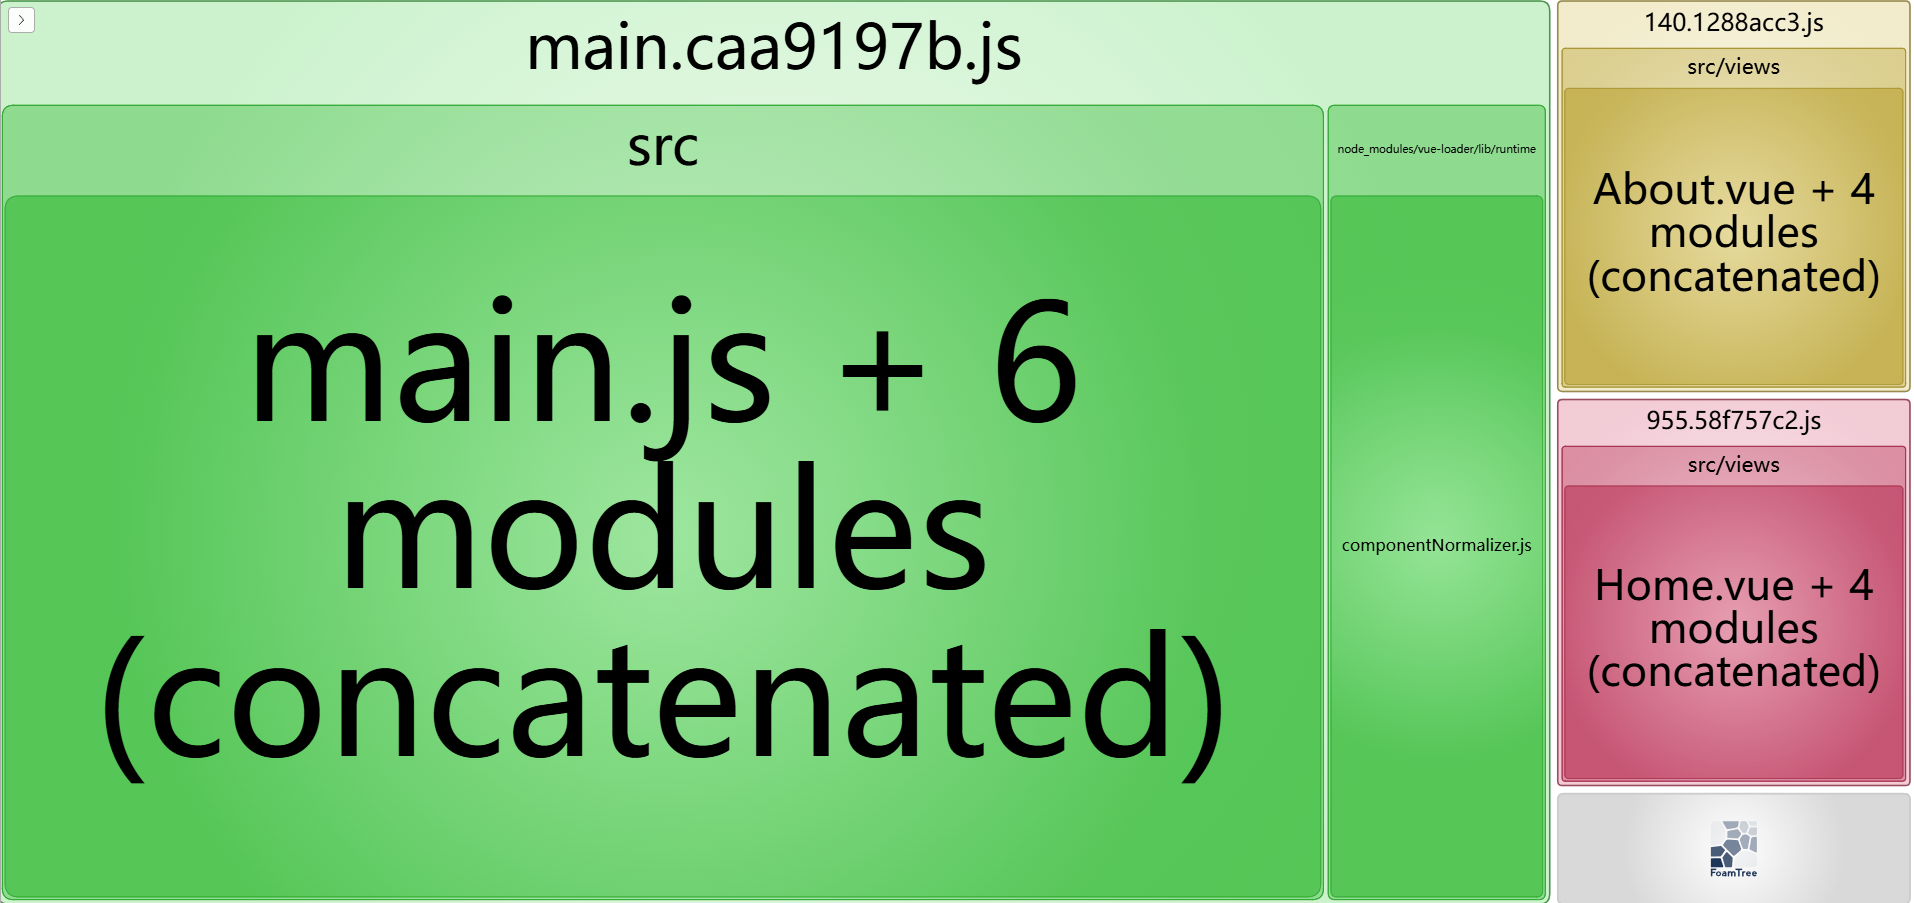 main.caa9197b.js
src
main.js + 6
modules
(concatenated)
node_modules/vue-loader/lib/runtime
componentNormalizer.js
140.1288acc3.js
src/views
About.vue + 4
modules
(concatenated)
955.58f757c2.js
src/views
Home.vue + 4
modules
(concatenated)
FoamTree